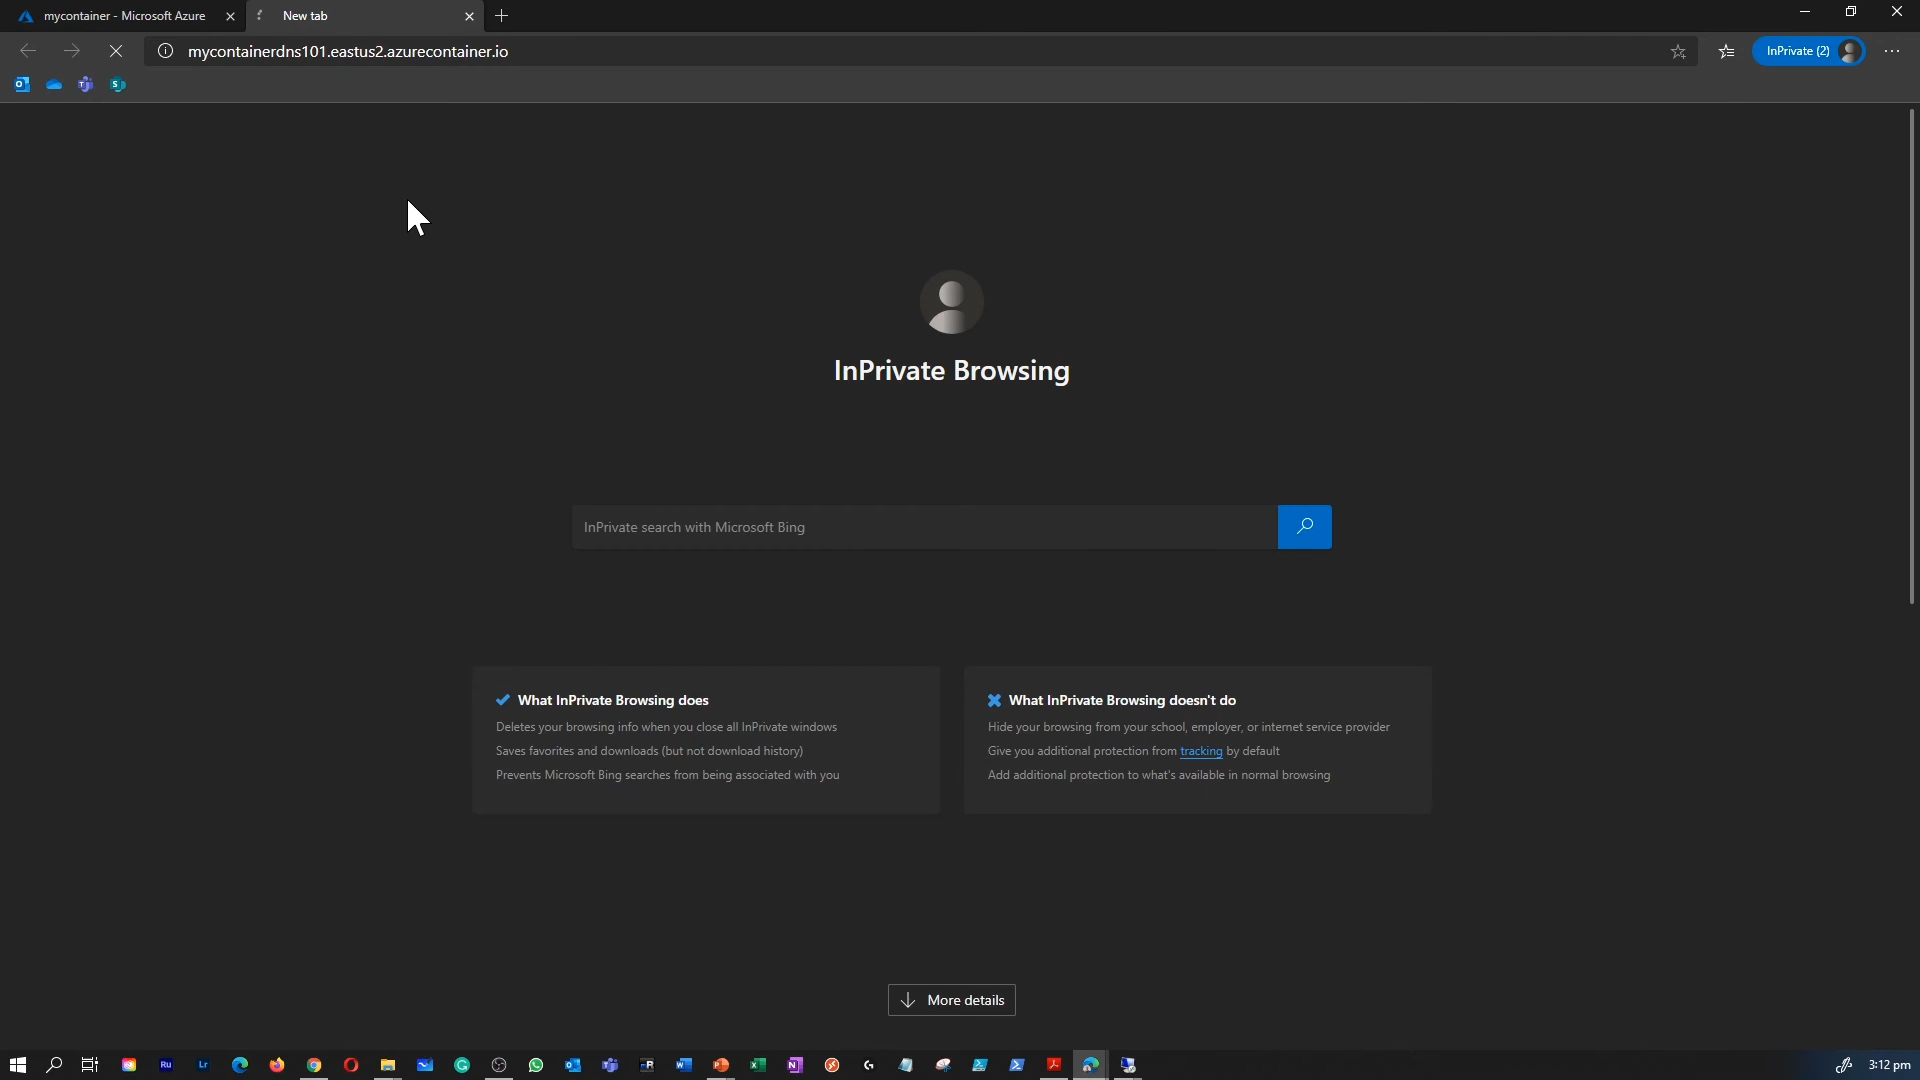 mycontainer - Microsoft Azure
New tab
mycontainerdns101.eastus2.azurecontainer.io
InPrivate (2)
InPrivate Browsing
InPrivate search with Microsoft Bing
What InPrivate Browsing does
Deletes your browsing info when you close all InPrivate windows
Saves favorites and downloads (but not download history)
Prevents Microsoft Bing searches from being associated with you
What InPrivate Browsing doesn't do
Hide your browsing from your school, employer, or internet service provider
Give you additional protection from tracking by default
Add additional protection to what's available in normal browsing
More details
Ru
Lr
3:12 pm